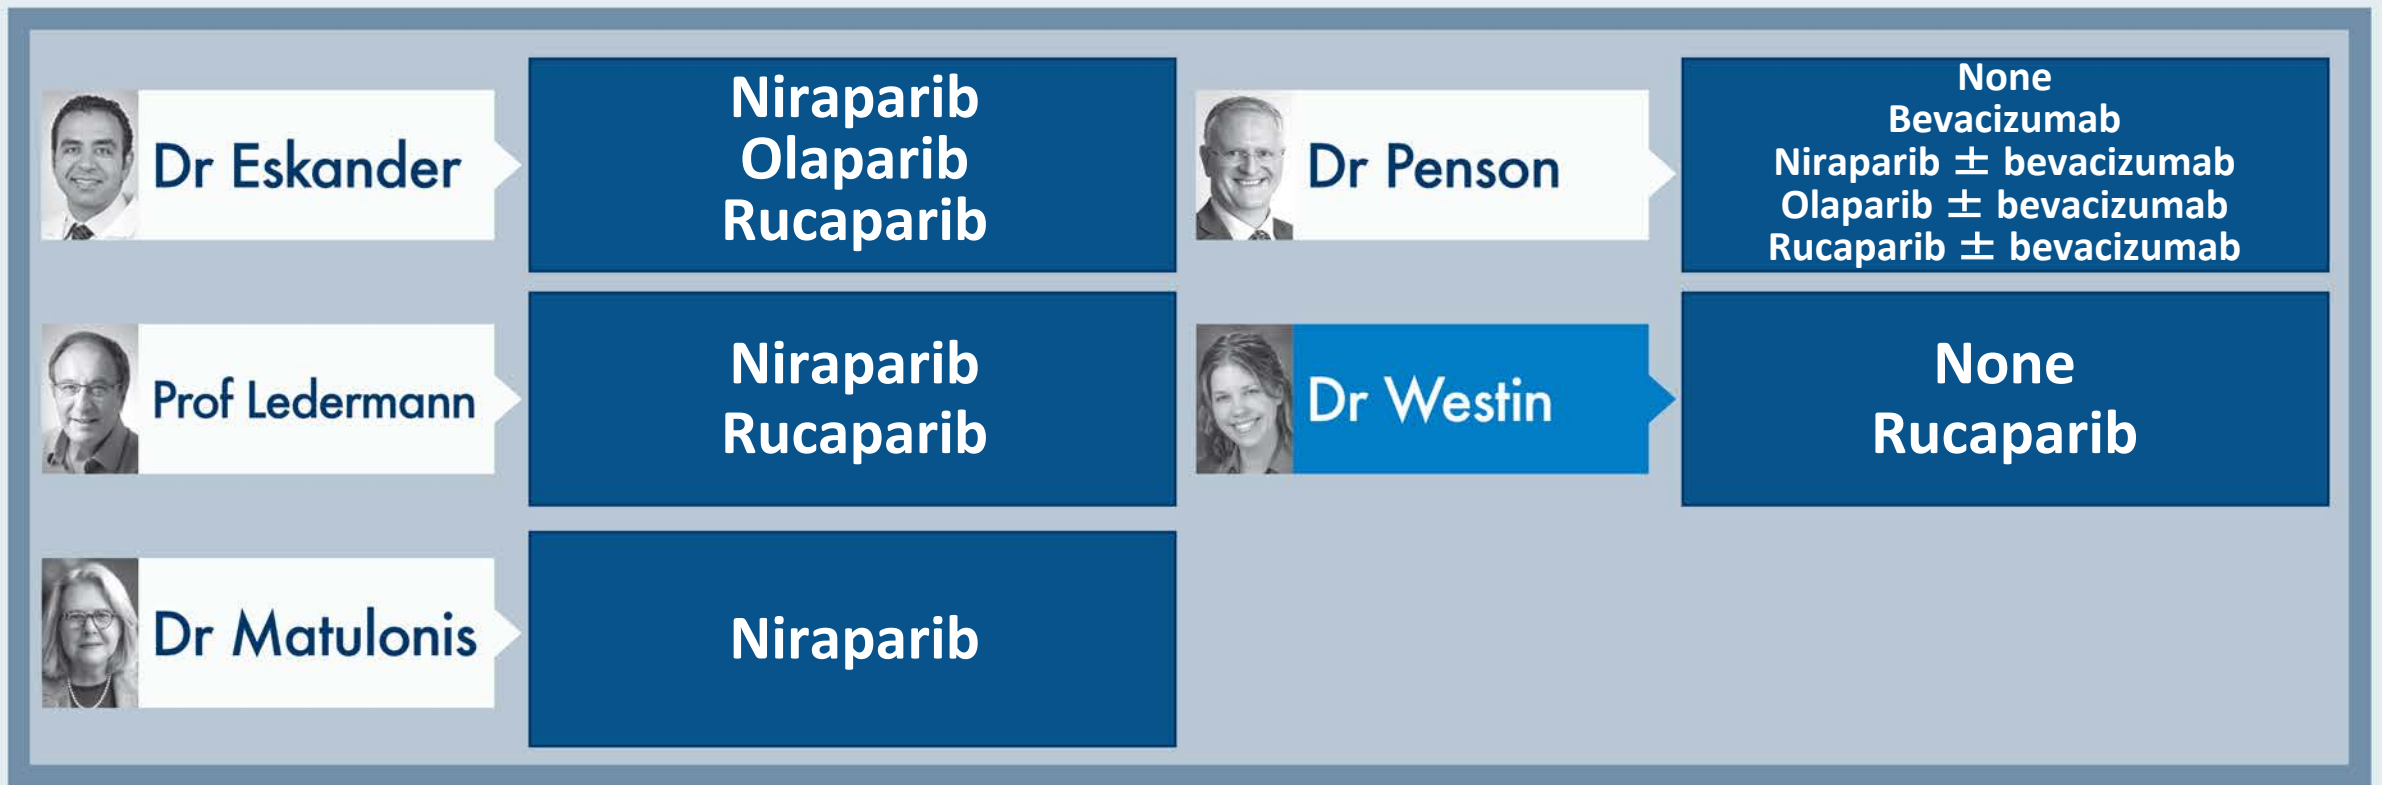 Dr Eskander
Niraparib
Olaparib
Rucaparib
Dr Penson
None
Bevacizumab
Niraparib ± bevacizumab
Olaparib ± bevacizumab
Rucaparib ± bevacizumab
Prof Ledermann
Niraparib
Rucaparib
Dr Westin
None
Rucaparib
Dr Matulonis
Niraparib